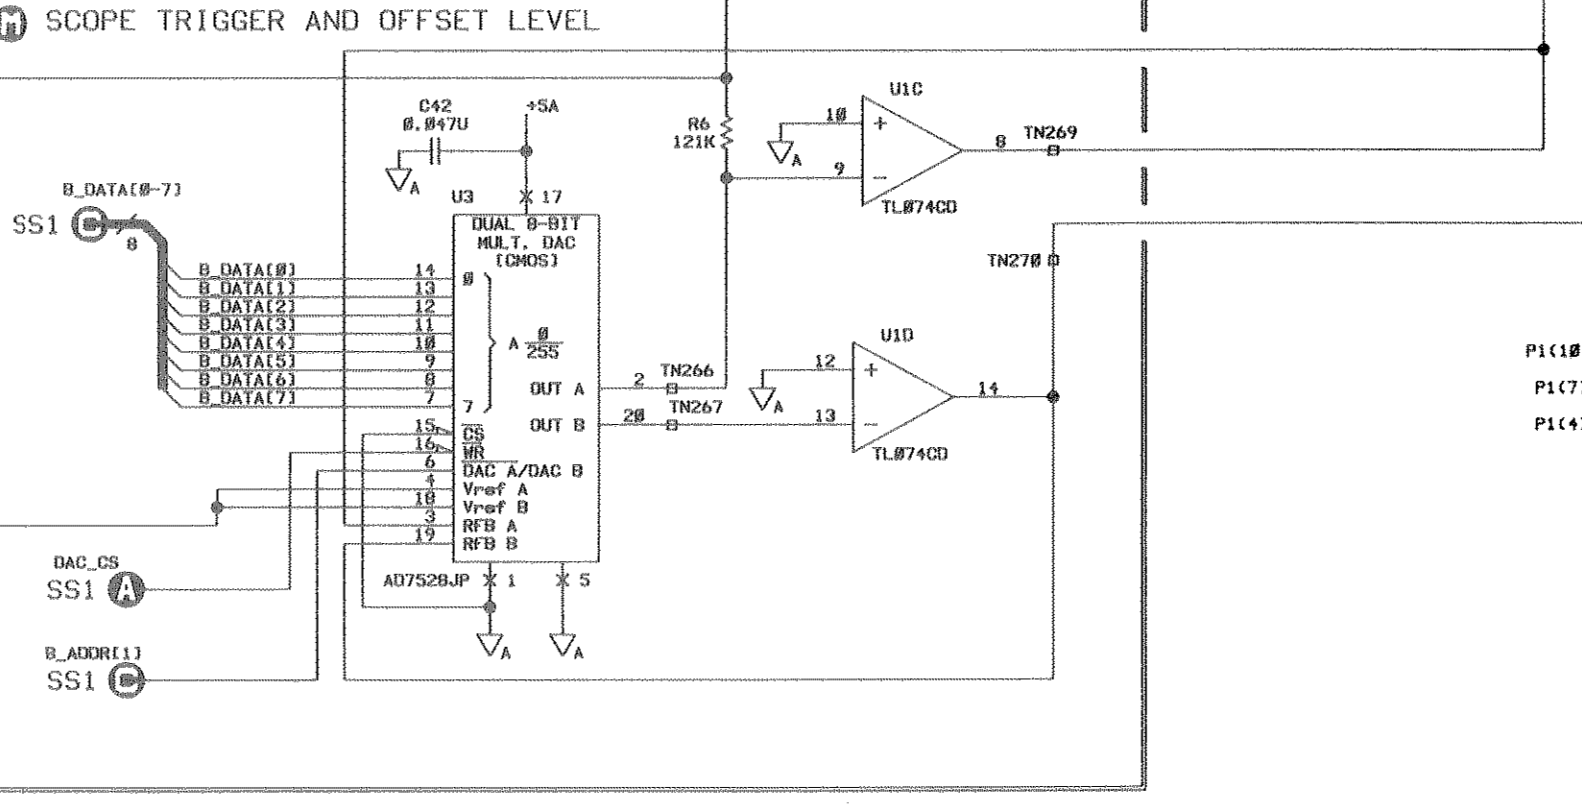 M SCOPE TRIGGER AND OFFSET LEVEL
C42
0.047U
+5A
A
R6
121K
U1C
10
+
A
9
-
8
TN269
TL074CD
B_DATA[0-7]
SS1
8
U3
17
DUAL 8-BIT
MULT. DAC
[CMOS]
B_DATA[0] 14 0
B_DATA[1] 13
B_DATA[2] 12
B_DATA[3] 11
B_DATA[4] 10
B_DATA[5] 9
B_DATA[6] 8
B_DATA[7] 7 7
A 0
255
OUT A 2 TN266
OUT B 20 TN267
15 CS
16 WR
6 DAC A/DAC B
4 Vref A
18 Vref B
3 RFB A
19 RFB B
AD7528JP 1 5
A A
TN270
U1D
12
+
A
13
-
14
TL074CD
P1(10
P1(7)
P1(4)
DAC_CS
SS1 A
B_ADDR[1]
SS1